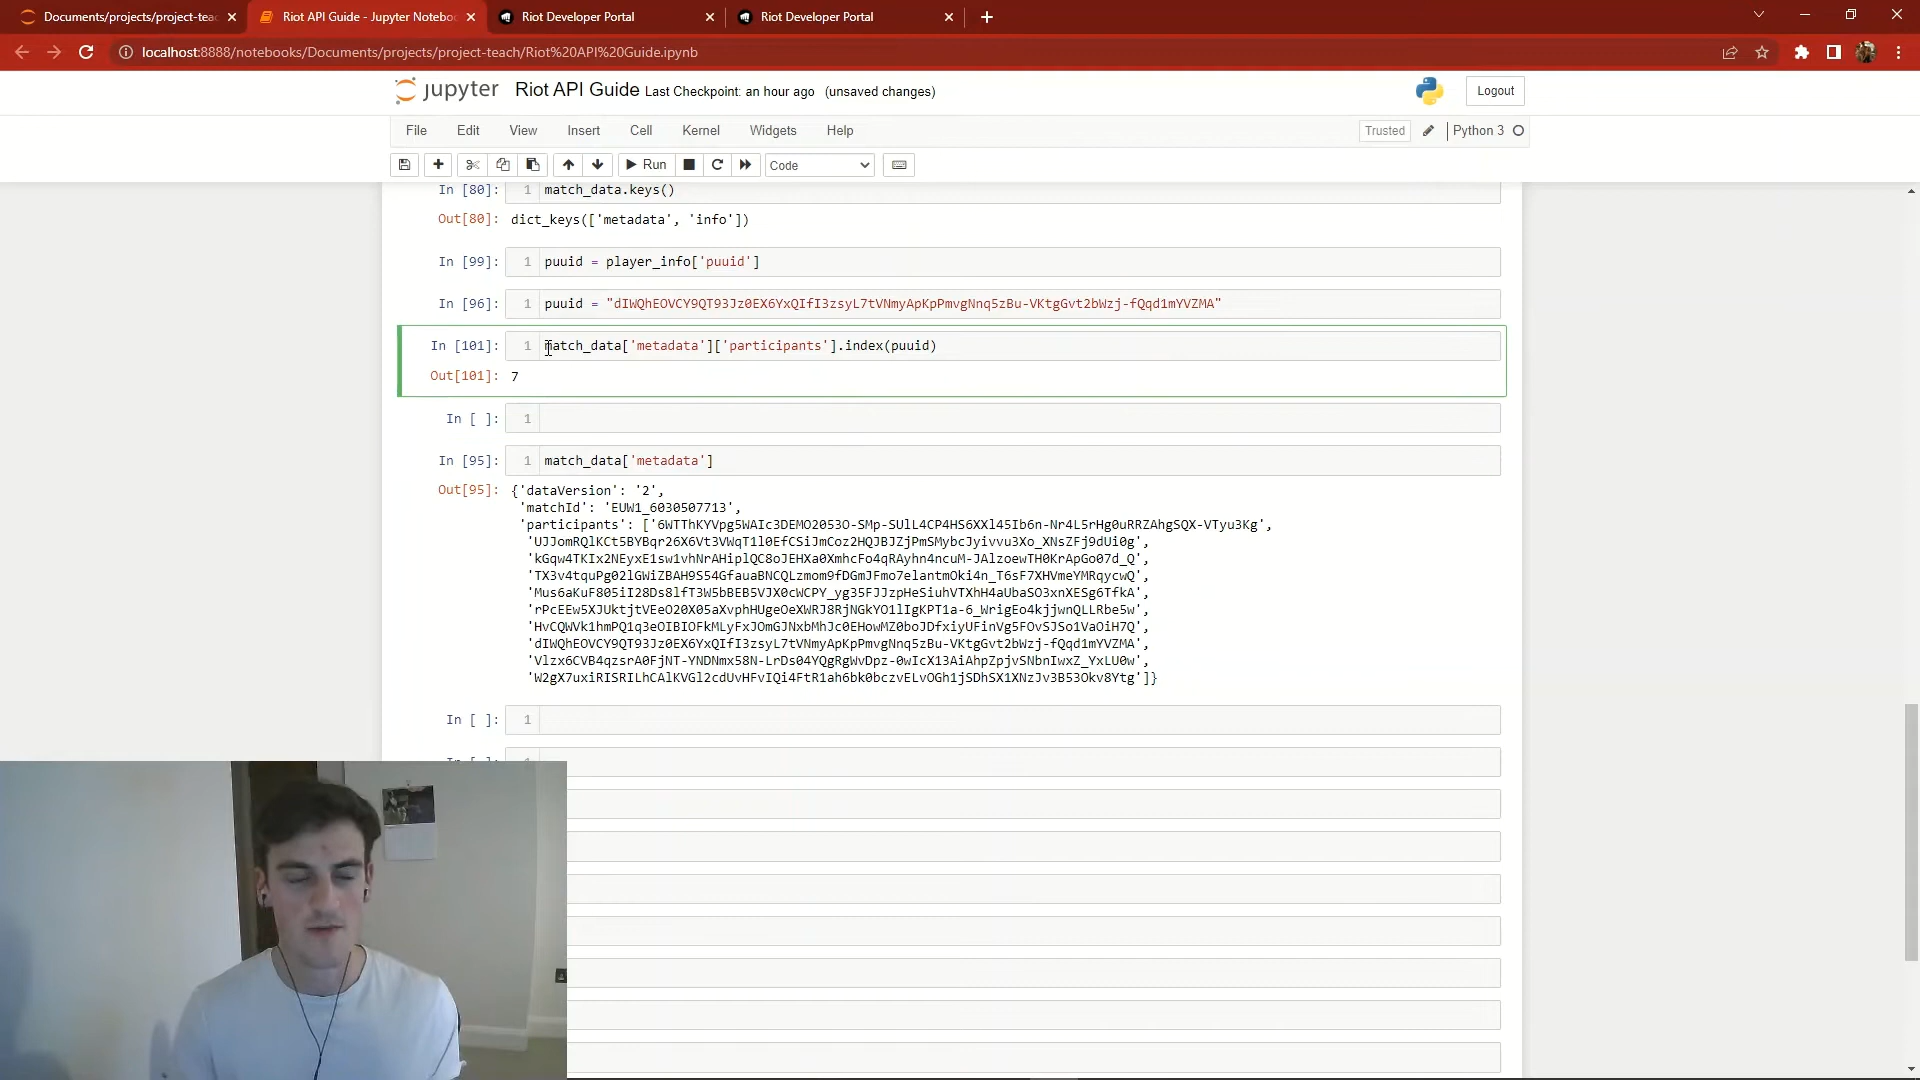 Documents/projects/project-teac
Riot API Guide - Jupyter Notebo
Riot Developer Portal
Riot Developer Portal
localhost:8888/notebooks/Documents/projects/project-teach/Riot%20API%20Guide.ipynb
jupyter Riot API Guide Last Checkpoint: an hour ago (unsaved changes)
Logout
File Edit View Insert Cell Kernel Widgets Help
Trusted Python 3
Run Code
In [80]: 1 match_data.keys()
Out[80]: dict_keys(['metadata', 'info'])
In [99]: 1 puuid = player_info['puuid']
In [96]: 1 puuid = "dIWQhEOVCY9QT93Jz0EX6YxQIfI3zsyL7tVNmyApKpPmvgNnq5zBu-VKtgGvt2bWzj-fQqd1mYVZMA"
In [101]: 1 match_data['metadata']['participants'].index(puuid)
Out[101]: 7
In [ ]: 1
In [95]: 1 match_data['metadata']
Out[95]: {'dataVersion': '2',
'matchId': 'EUW1_6030507713',
'participants': ['6WTThKYVpg5WAIc3DEMO2053O-SMp-SUlL4CP4HS6XXl45Ib6n-Nr4L5rHg0uRRZAhgSQX-VTyu3Kg',
'UJJomRQlKCt5BYBqr26X6Vt3VWqT1l0EfCSiJmCoz2HQJBJZjPmSMybcJyivvu3Xo_XNsZFj9dUi0g',
'kGqw4TKIx2NEyxE1sw1vhNrAHiplQC8oJEHXa0XmhcFo4qRAyhn4ncuM-JAlzoewTH0KrApGo07d_Q',
'TX3v4tquPg02lGWiZBAH9S54GfauaBNCQLzmom9fDGmJFmo7elantmOki4n_T6sF7XHVmeYMRqycwQ',
'Mus6aKuF805iI28Ds8lfT3W5bBEB5VJX0cWCPY_yg35FJJzpHeSiuhVTXhH4aUbaSO3xnXESg6TfkA',
'rPcEEw5XJUktjtVEeO20X05aXvphHUgeOeXWRJ8RjNGkYO1lIgKPT1a-6_WrigEo4kjjwnQLLRbe5w',
'HvCQWVk1hmPQ1q3eOIBIOFkMLyFxJOmGJNxbMhJc0EHowMZ0boJDfxiyUFinVg5FOvSJSo1VaOiH7Q',
'dIWQhEOVCY9QT93Jz0EX6YxQIfI3zsyL7tVNmyApKpPmvgNnq5zBu-VKtgGvt2bWzj-fQqd1mYVZMA',
'Vlzx6CVB4qzsrA0FjNT-YNDNmx58N-LrDs04YQgRgWvDpz-0wIcX13AiAhpZpjvSNbnIwxZ_YxLU0w',
'W2gX7uxiRISRILhCAlKVGl2cdUvHFvIQi4FtR1ah6bk0bczvELvOGh1jSDhSX1XNzJv3B53Okv8Ytg']}
In [ ]: 1
In [ ]: 1